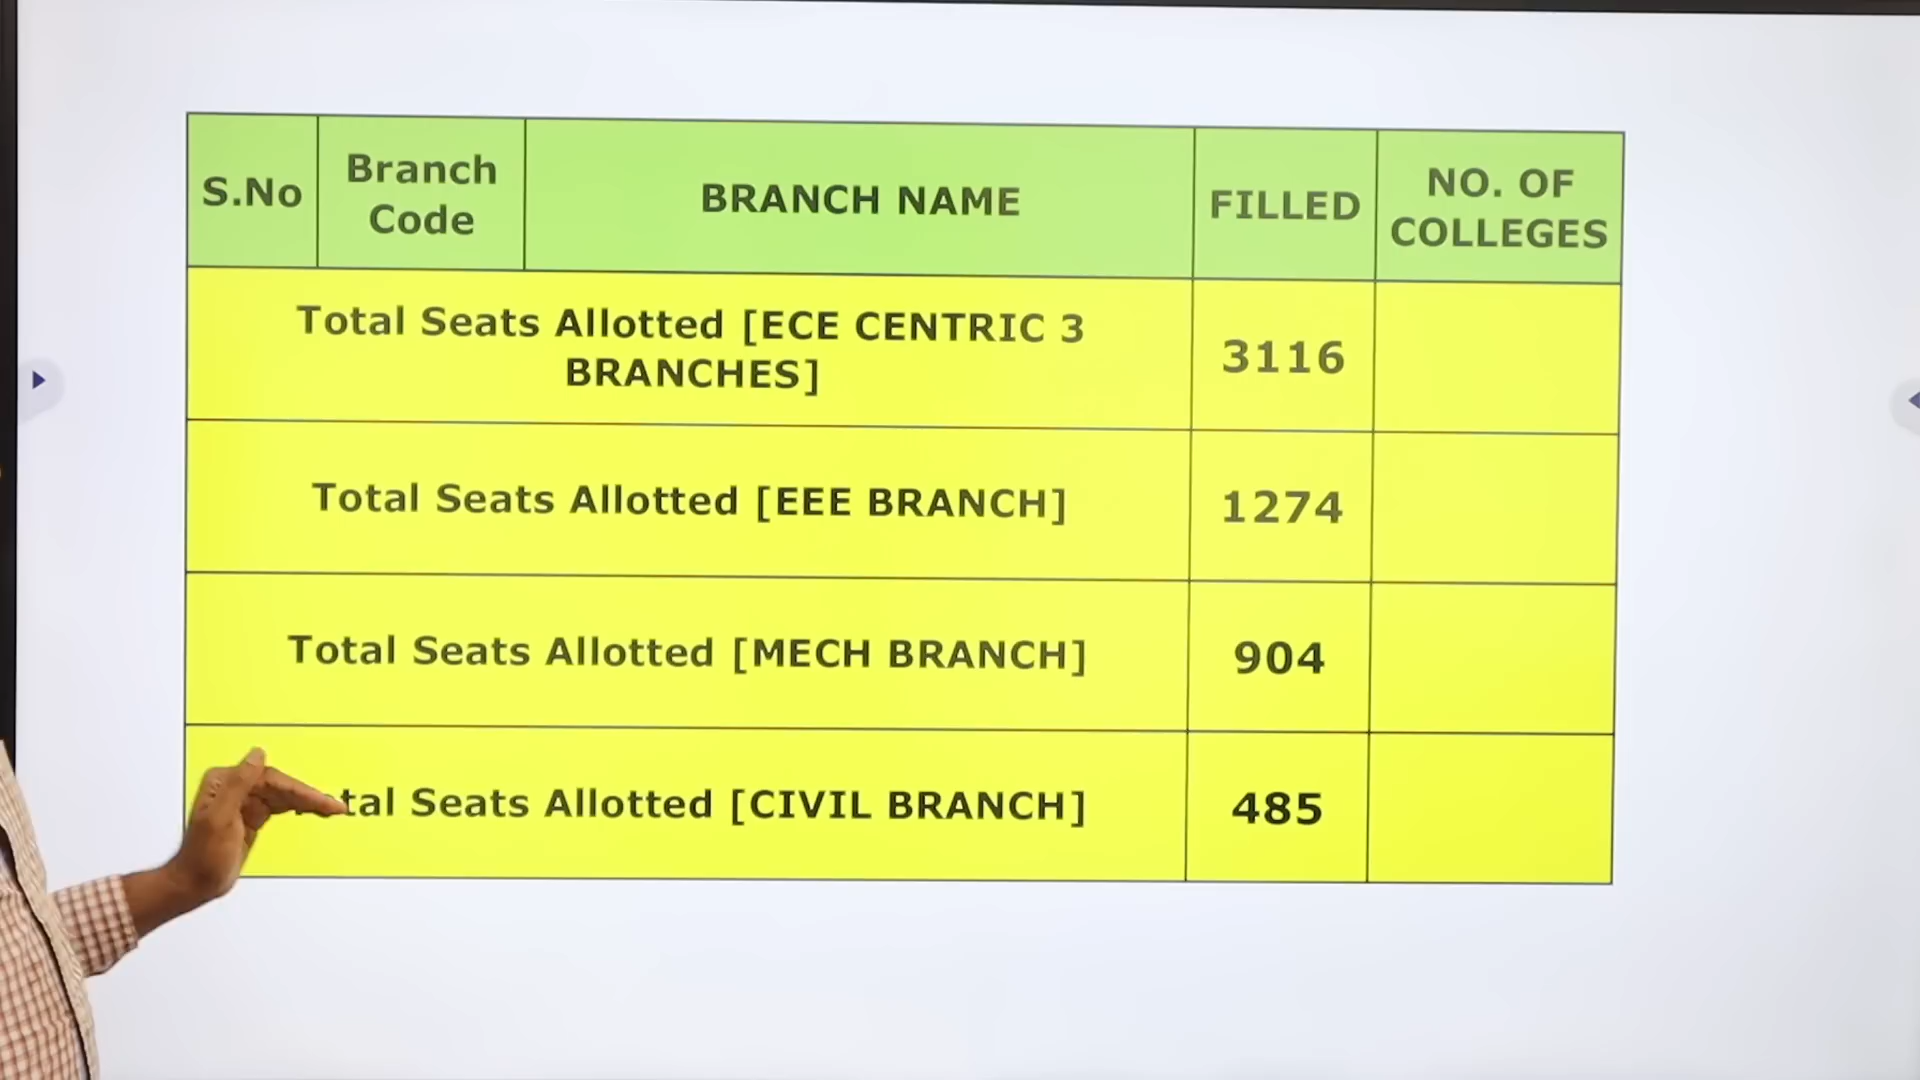 S.No
Branch
Code
BRANCH NAME
FILLED
NO. OF
COLLEGES
Total Seats Allotted [ECE CENTRIC 3
BRANCHES]
3116
Total Seats Allotted [EEE BRANCH]
1274
Total Seats Allotted [MECH BRANCH]
904
Seats Allotted [CIVIL BRANCH]
485